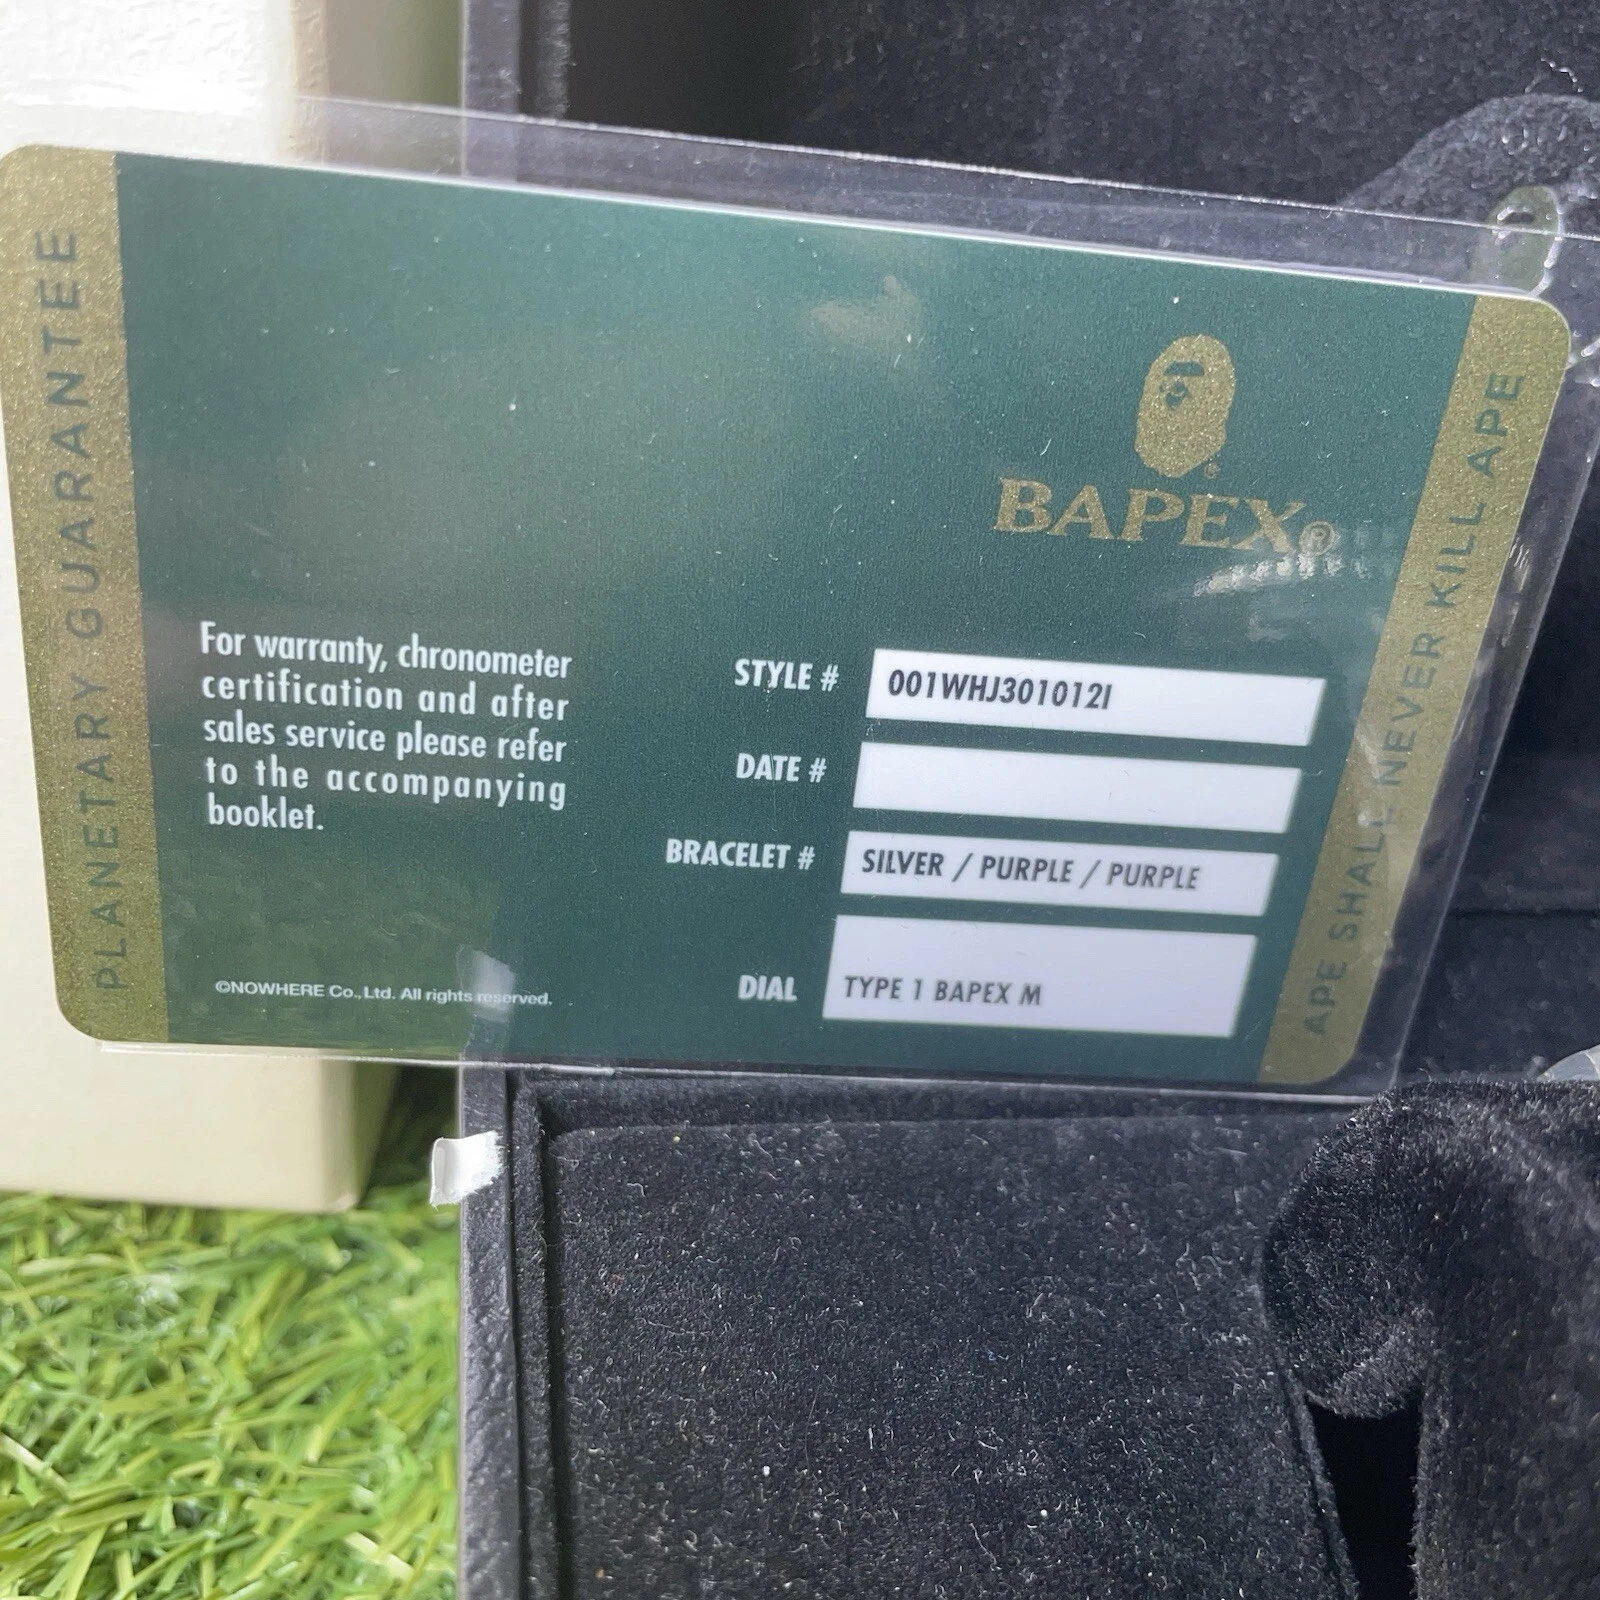 PLANETARY GUARANTEE
BAPEX®
APE SHALL NEVER KILL APE
For warranty, chronometer
certification and after
sales service please refer
to the accompanying
booklet.
STYLE # 001WHJ301012I
DATE #
BRACELET # SILVER / PURPLE / PURPLE
DIAL TYPE 1 BAPEX M
©NOWHERE Co., Ltd. All rights reserved.